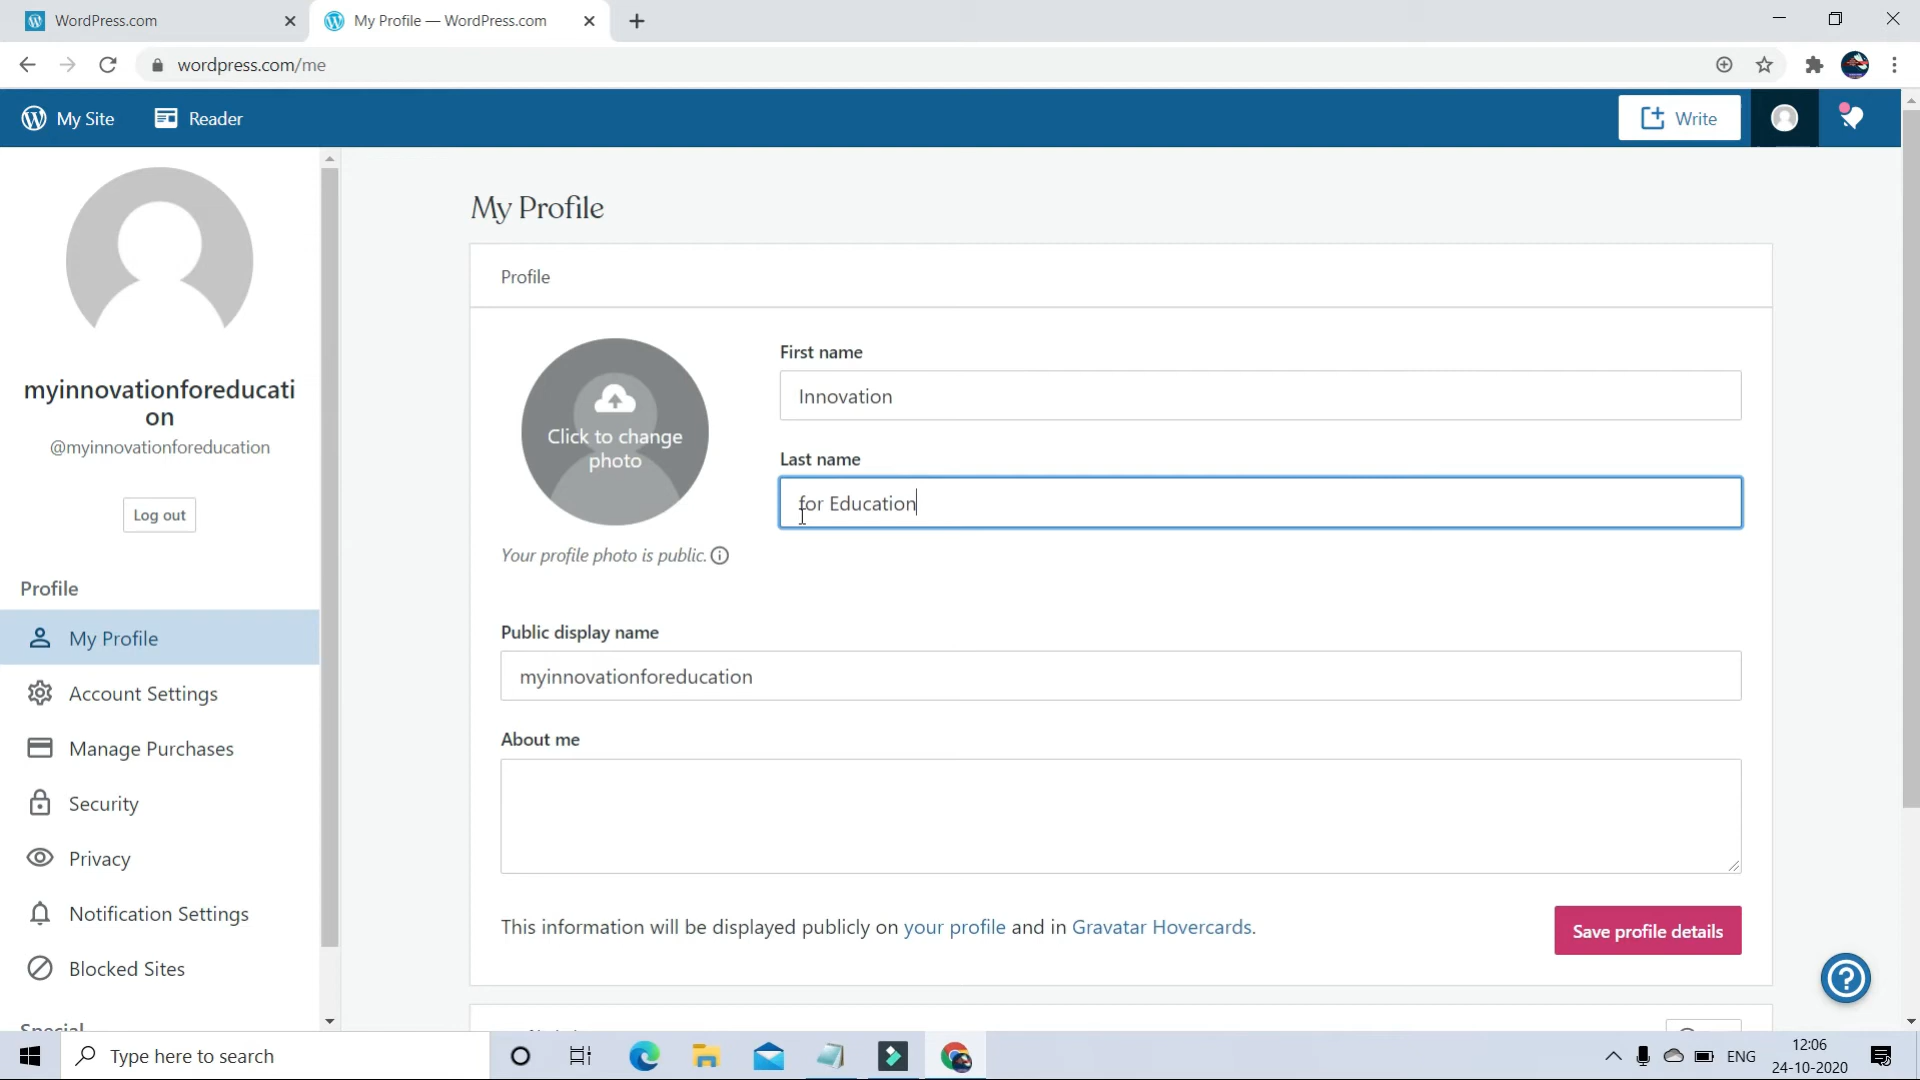 WordPress.com
My Profile — WordPress.com
wordpress.com/me
My Site
Reader
Write
myinnovationforeducati
on
@myinnovationforeducation
Log out
Profile
My Profile
Account Settings
Manage Purchases
Security
Privacy
Notification Settings
Blocked Sites
Special
My Profile
Profile
Click to change
photo
Your profile photo is public.
First name
Innovation
Last name
for Education
Public display name
myinnovationforeducation
About me
This information will be displayed publicly on your profile and in Gravatar Hovercards.
Save profile details
Type here to search
ENG
12:06
24-10-2020